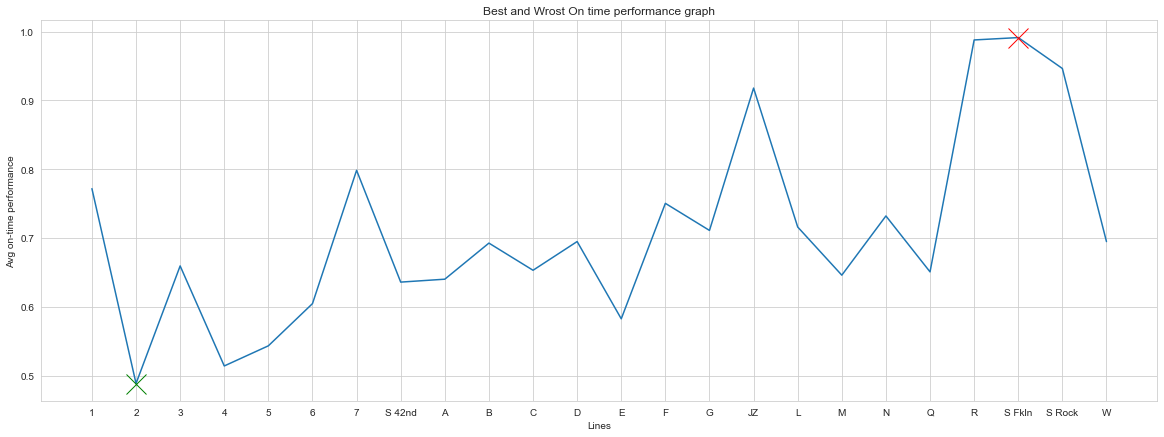 Best and Wrost On time performance graph
Avg on-time performance
1.0
0.9
0.8
0.7
0.6
0.5
1 2 3 4 5 6 7 S 42nd A B C D E F G JZ L M N Q R S Fkln S Rock W
Lines